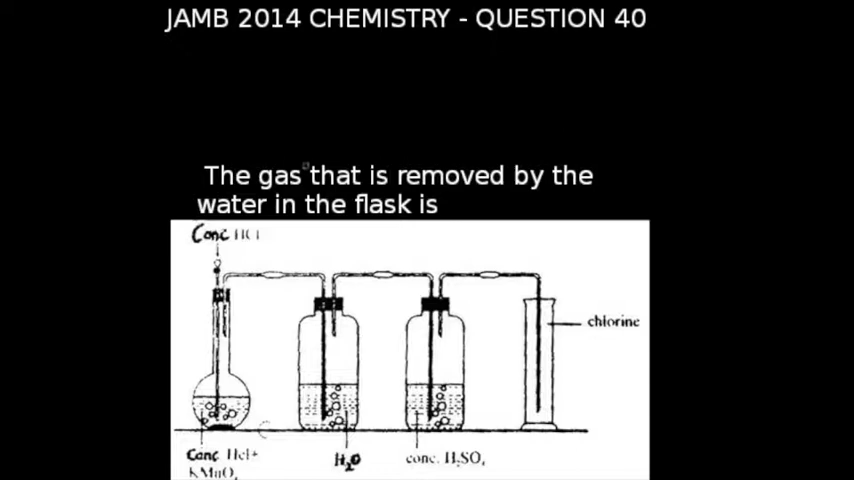 JAMB 2014 CHEMISTRY - QUESTION 40
The gas that is removed by the
water in the flask is
Conc HCl
chlorine
Conc Hcl+
KMnO₄
H₂O
conc. H₂SO₄